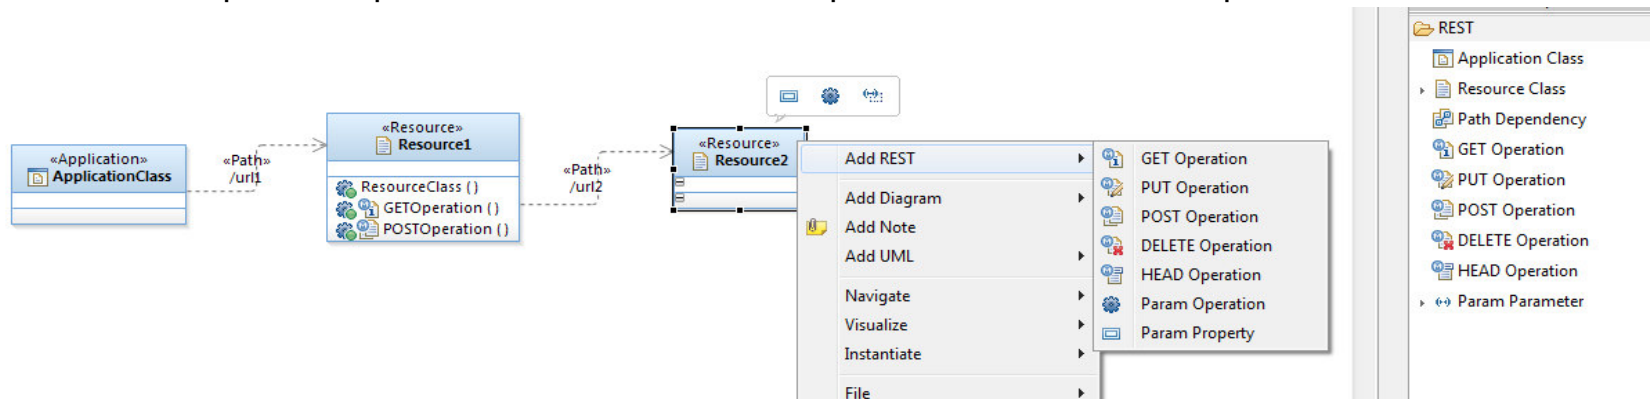 «Application»
ApplicationClass
«Path»
/url1
«Resource»
Resource1
ResourceClass ( )
GETOperation ( )
POSTOperation ( )
«Path»
/url2
«Resource»
Resource2
Add REST
Add Diagram
Add Note
Add UML
Navigate
Visualize
Instantiate
File
GET Operation
PUT Operation
POST Operation
DELETE Operation
HEAD Operation
Param Operation
Param Property
REST
Application Class
Resource Class
Path Dependency
GET Operation
PUT Operation
POST Operation
DELETE Operation
HEAD Operation
Param Parameter